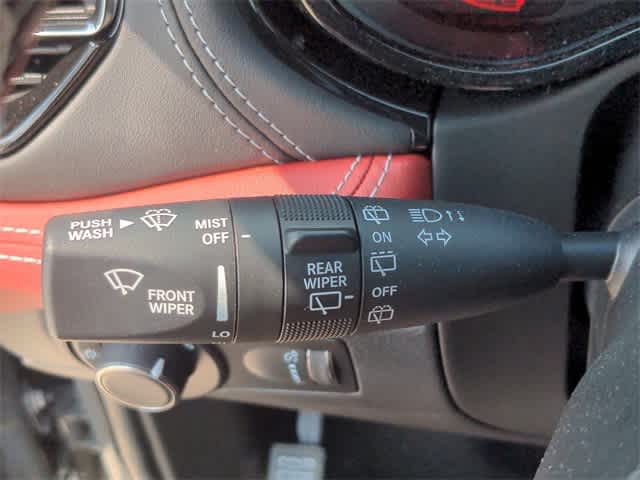 PUSH
WASH
MIST
OFF
FRONT
WIPER
LO
REAR
WIPER
ON
OFF